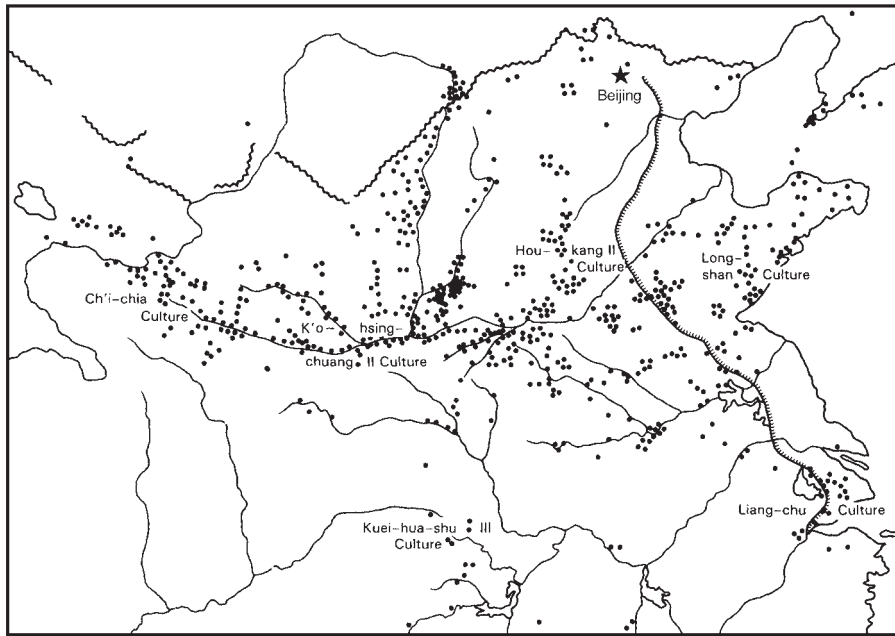 Beijing
Hou- kang II
Culture
Long-
shan Culture
Ch'i-chia
Culture
K'o- hsing-
chuang II Culture
Liang-chu Culture
Kuei-hua-shu III
Culture